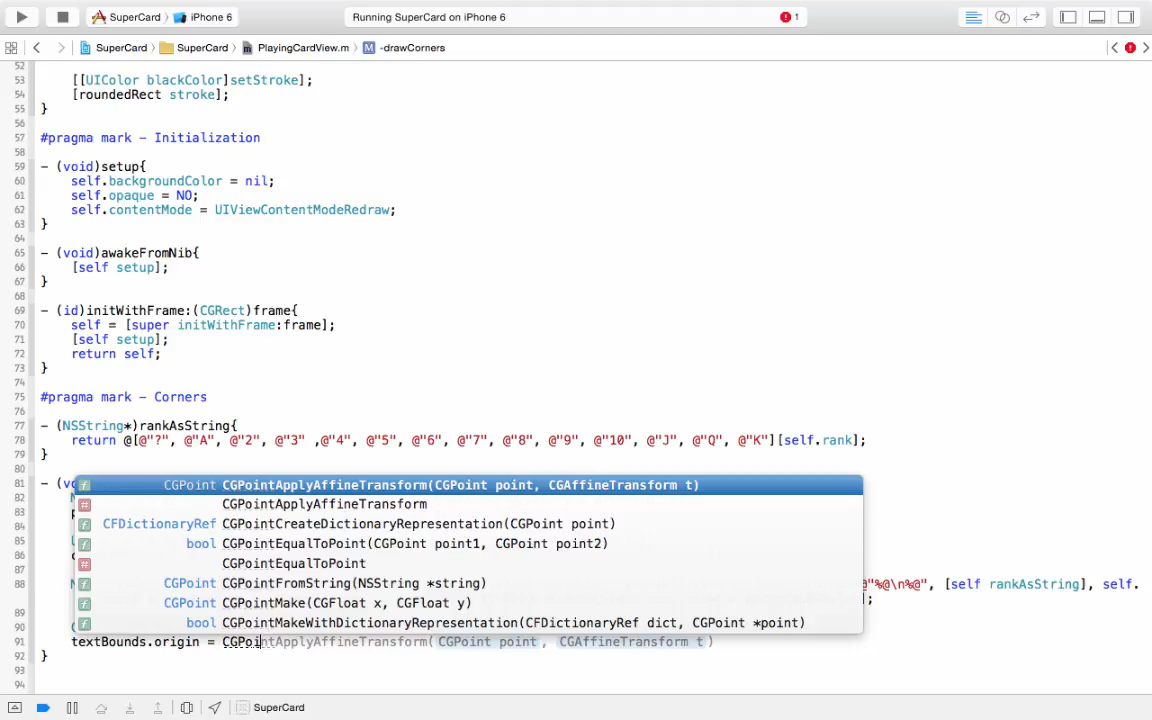 SuperCard › iPhone 6 Running SuperCard on iPhone 6 1
SuperCard › SuperCard › PlayingCardView.m › M -drawCorners
52
53 [[UIColor blackColor]setStroke];
54 [roundedRect stroke];
55 }
56
57 #pragma mark - Initialization
58
59 - (void)setup{
60 self.backgroundColor = nil;
61 self.opaque = NO;
62 self.contentMode = UIViewContentModeRedraw;
63 }
64
65 - (void)awakeFromNib{
66 [self setup];
67 }
68
69 - (id)initWithFrame:(CGRect)frame{
70 self = [super initWithFrame:frame];
71 [self setup];
72 return self;
73 }
74
75 #pragma mark - Corners
76
77 - (NSString*)rankAsString{
78 return @[@"?", @"A", @"2", @"3" ,@"4", @"5", @"6", @"7", @"8", @"9", @"10", @"J", @"Q", @"K"][self.rank];
79 }
80
81 - (v
f CGPoint CGPointApplyAffineTransform(CGPoint point, CGAffineTransform t)
82
# CGPointApplyAffineTransform
83
f CFDictionaryRef CGPointCreateDictionaryRepresentation(CGPoint point)
84
85 f bool CGPointEqualToPoint(CGPoint point1, CGPoint point2)
86
# CGPointEqualToPoint
87
88 @"%@\n%@", [self rankAsString], self.
f CGPoint CGPointFromString(NSString *string)
f CGPoint CGPointMake(CGFloat x, CGFloat y) ];
89
90 f bool CGPointMakeWithDictionaryRepresentation(CFDictionaryRef dict, CGPoint *point)
91 textBounds.origin = CGPointApplyAffineTransform(CGPoint point, CGAffineTransform t)
92 }
93
94
SuperCard